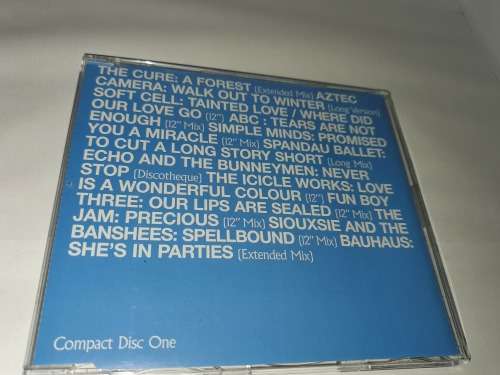 THE CURE: A FOREST (Extended Mix) AZTEC
CAMERA: WALK OUT TO WINTER (Long Version)
SOFT CELL: TAINTED LOVE / WHERE DID
OUR LOVE GO (12") ABC : TEARS ARE NOT
ENOUGH (12" Mix) SIMPLE MINDS: PROMISED
YOU A MIRACLE (12" Mix) SPANDAU BALLET:
TO CUT A LONG STORY SHORT (Long Mix)
ECHO AND THE BUNNEYMEN: NEVER
STOP (Discotheque) THE ICICLE WORKS: LOVE
IS A WONDERFUL COLOUR (12") FUN BOY
THREE: OUR LIPS ARE SEALED (12" Mix) THE
JAM: PRECIOUS (12" Mix) SIOUXSIE AND THE
BANSHEES: SPELLBOUND (12" Mix) BAUHAUS:
SHE'S IN PARTIES (Extended Mix)
Compact Disc One